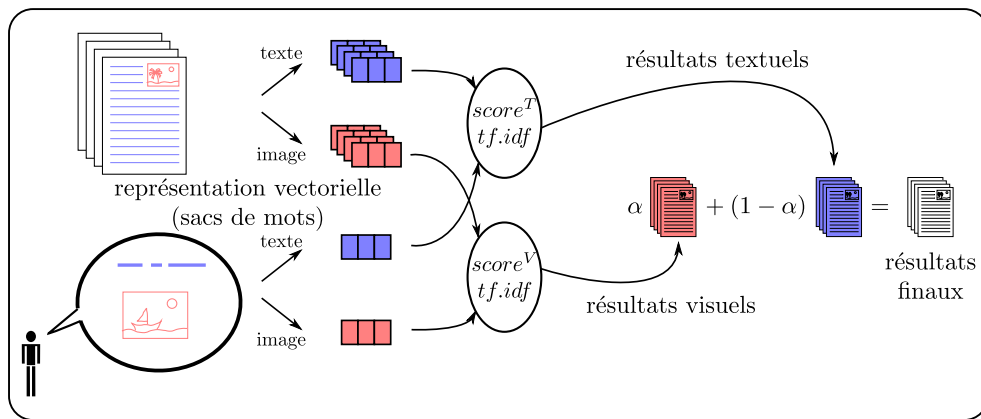 texte
image
représentation vectorielle
(sacs de mots)
texte
image
score^T
tf.idf
score^V
tf.idf
résultats textuels
résultats visuels
α + (1 − α) =
résultats
finaux